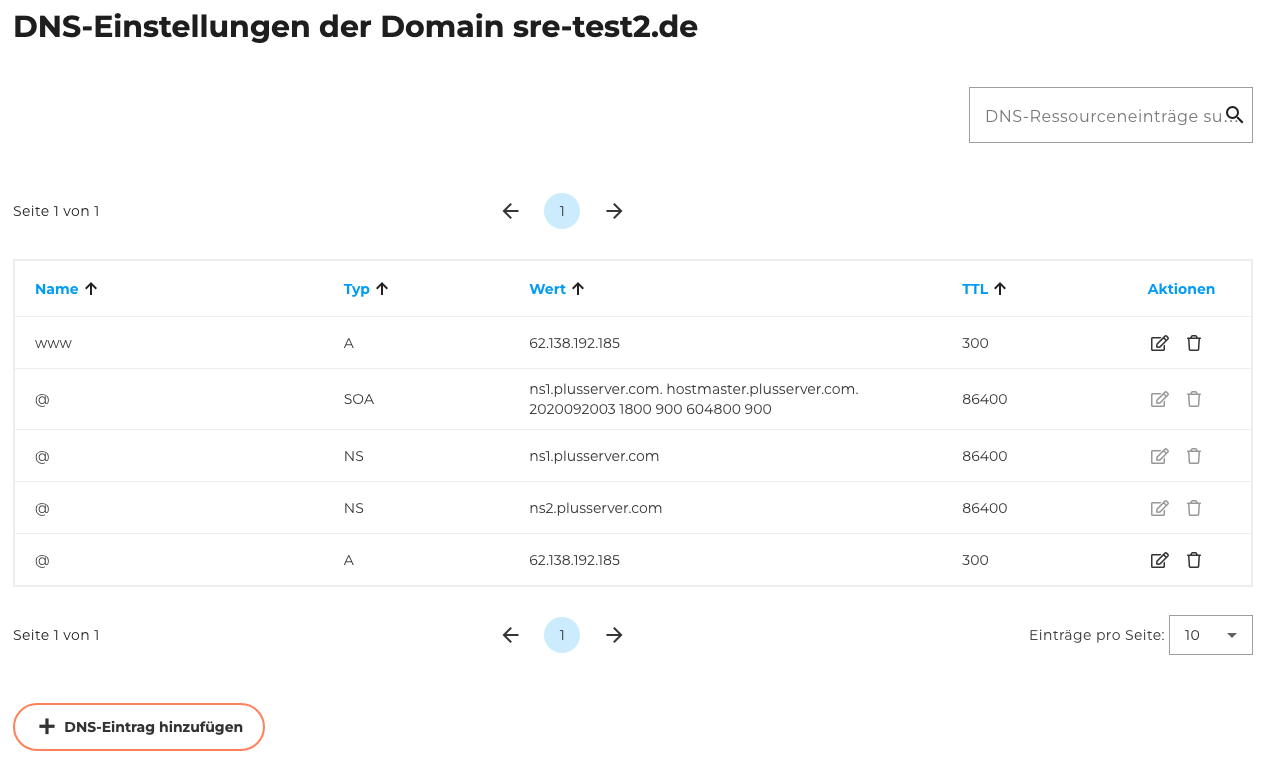 DNS-Einstellungen der Domain sre-test2.de
DNS-Ressourceneinträge su...
Seite 1 von 1
1
Name Typ Wert TTL Aktionen
www A 62.138.192.185 300
@ SOA ns1.plusserver.com. hostmaster.plusserver.com. 86400
2020092003 1800 900 604800 900
@ NS ns1.plusserver.com 86400
@ NS ns2.plusserver.com 86400
@ A 62.138.192.185 300
Seite 1 von 1
1
Einträge pro Seite: 10
DNS-Eintrag hinzufügen